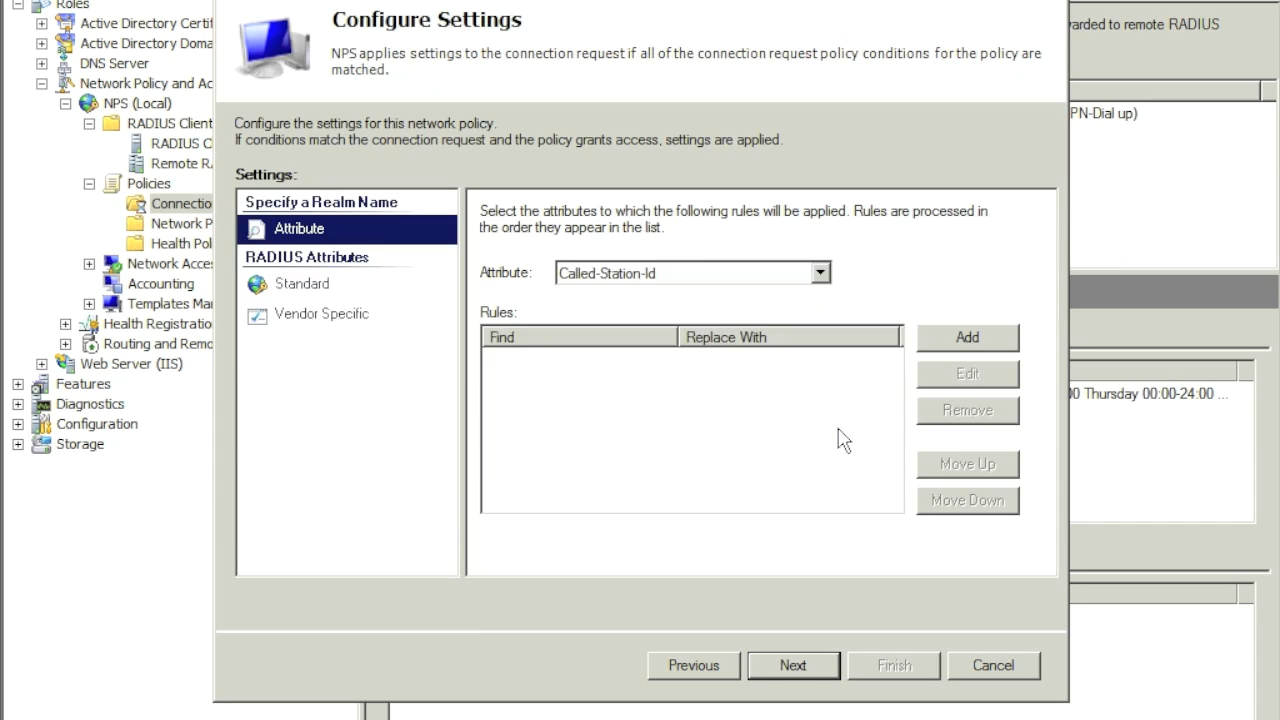 Roles
Active Directory Certif
Active Directory Doma
DNS Server
Network Policy and Ac
NPS (Local)
RADIUS Client
RADIUS C
Remote RA
Policies
Connectio
Network P
Health Pol
Network Acces
Accounting
Templates Mar
Health Registratio
Routing and Remo
Web Server (IIS)
Features
Diagnostics
Configuration
Storage
Configure Settings
NPS applies settings to the connection request if all of the connection request policy conditions for the policy are
matched.
Configure the settings for this network policy.
If conditions match the connection request and the policy grants access, settings are applied.
Settings:
Specify a Realm Name
Attribute
RADIUS Attributes
Standard
Vendor Specific
Select the attributes to which the following rules will be applied. Rules are processed in
the order they appear in the list.
Attribute: Called-Station-Id
Rules:
Find Replace With
Add
Edit
Remove
Move Up
Move Down
Previous Next Finish Cancel
warded to remote RADIUS
PN-Dial up)
00 Thursday 00:00-24:00 ...